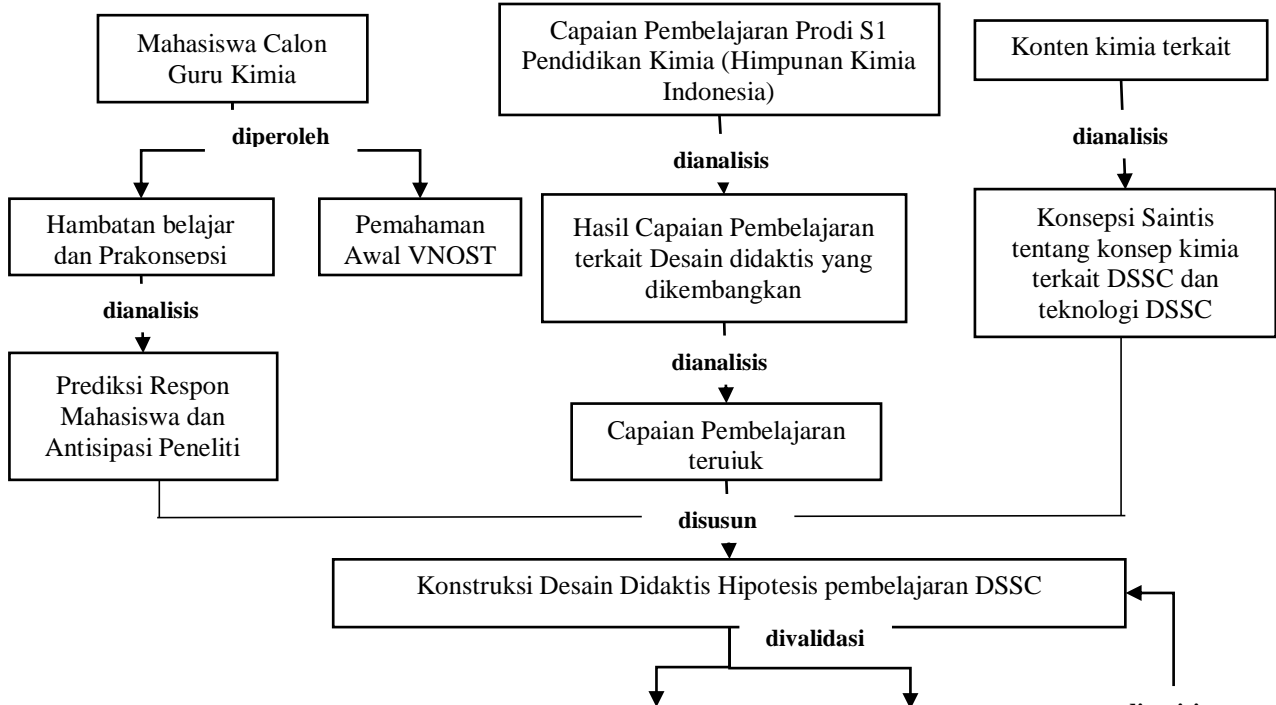 Mahasiswa Calon
Guru Kimia
Capaian Pembelajaran Prodi S1
Pendidikan Kimia (Himpunan Kimia
Indonesia)
Konten kimia terkait
diperoleh
dianalisis
dianalisis
Hambatan belajar
dan Prakonsepsi
Pemahaman
Awal VNOST
Hasil Capaian Pembelajaran
terkait Desain didaktis yang
dikembangkan
Konsepsi Saintis
tentang konsep kimia
terkait DSSC dan
teknologi DSSC
dianalisis
dianalisis
Prediksi Respon
Mahasiswa dan
Antisipasi Peneliti
Capaian Pembelajaran
terujuk
disusun
Konstruksi Desain Didaktis Hipotesis pembelajaran DSSC
divalidasi